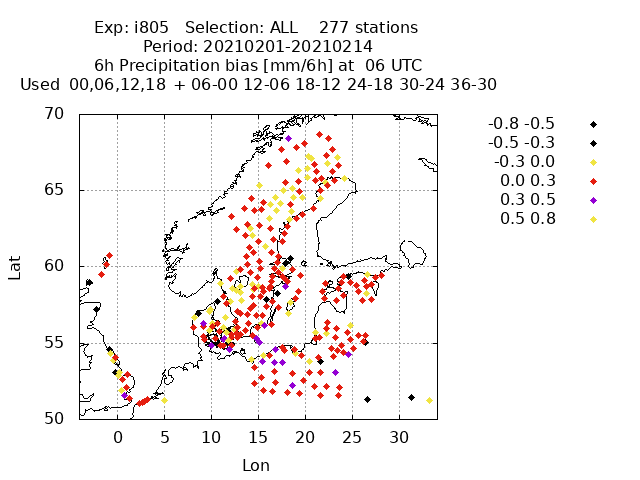 Exp: i805 Selection: ALL 277 stations
Period: 20210201-20210214
6h Precipitation bias [mm/6h] at 06 UTC
Used 00,06,12,18 + 06-00 12-06 18-12 24-18 30-24 36-30
-0.8 -0.5
-0.5 -0.3
-0.3 0.0
0.0 0.3
0.3 0.5
0.5 0.8
70
65
60
55
50
Lat
0 5 10 15 20 25 30
Lon